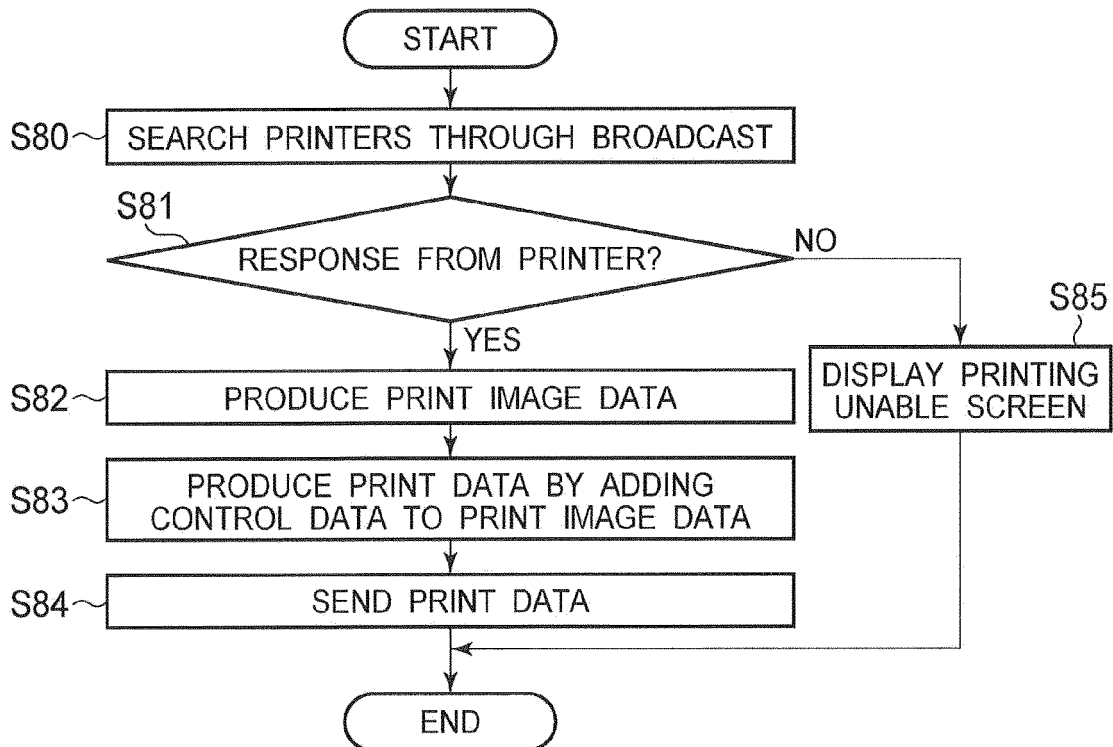 START
S80
SEARCH PRINTERS THROUGH BROADCAST
S81
RESPONSE FROM PRINTER?
NO
YES
S85
DISPLAY PRINTING
UNABLE SCREEN
S82
PRODUCE PRINT IMAGE DATA
S83
PRODUCE PRINT DATA BY ADDING
CONTROL DATA TO PRINT IMAGE DATA
S84
SEND PRINT DATA
END